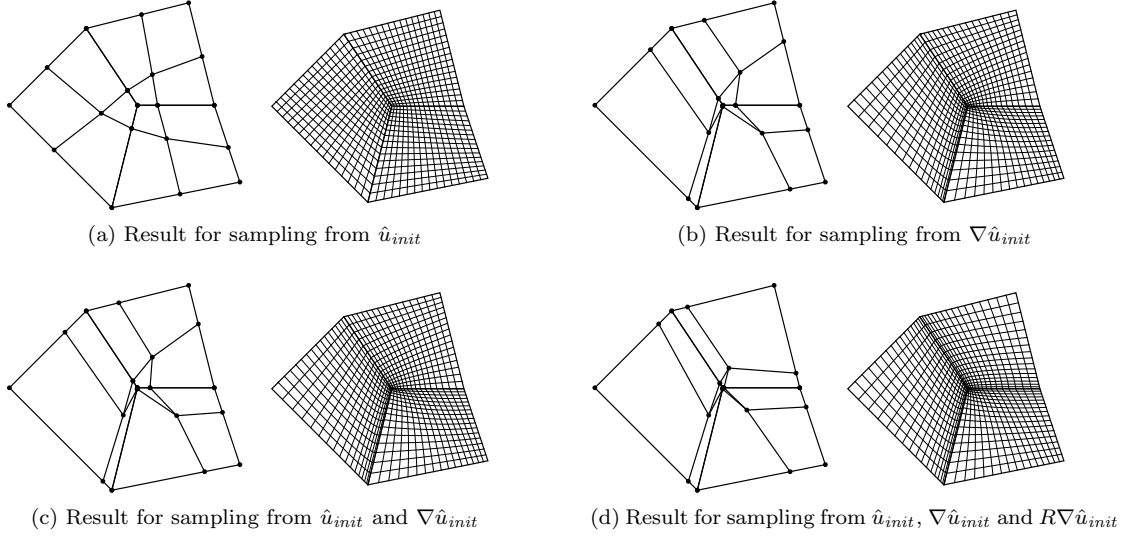 (a) Result for sampling from û_init
(b) Result for sampling from ∇û_init
(c) Result for sampling from û_init and ∇û_init
(d) Result for sampling from û_init, ∇û_init and R∇û_init